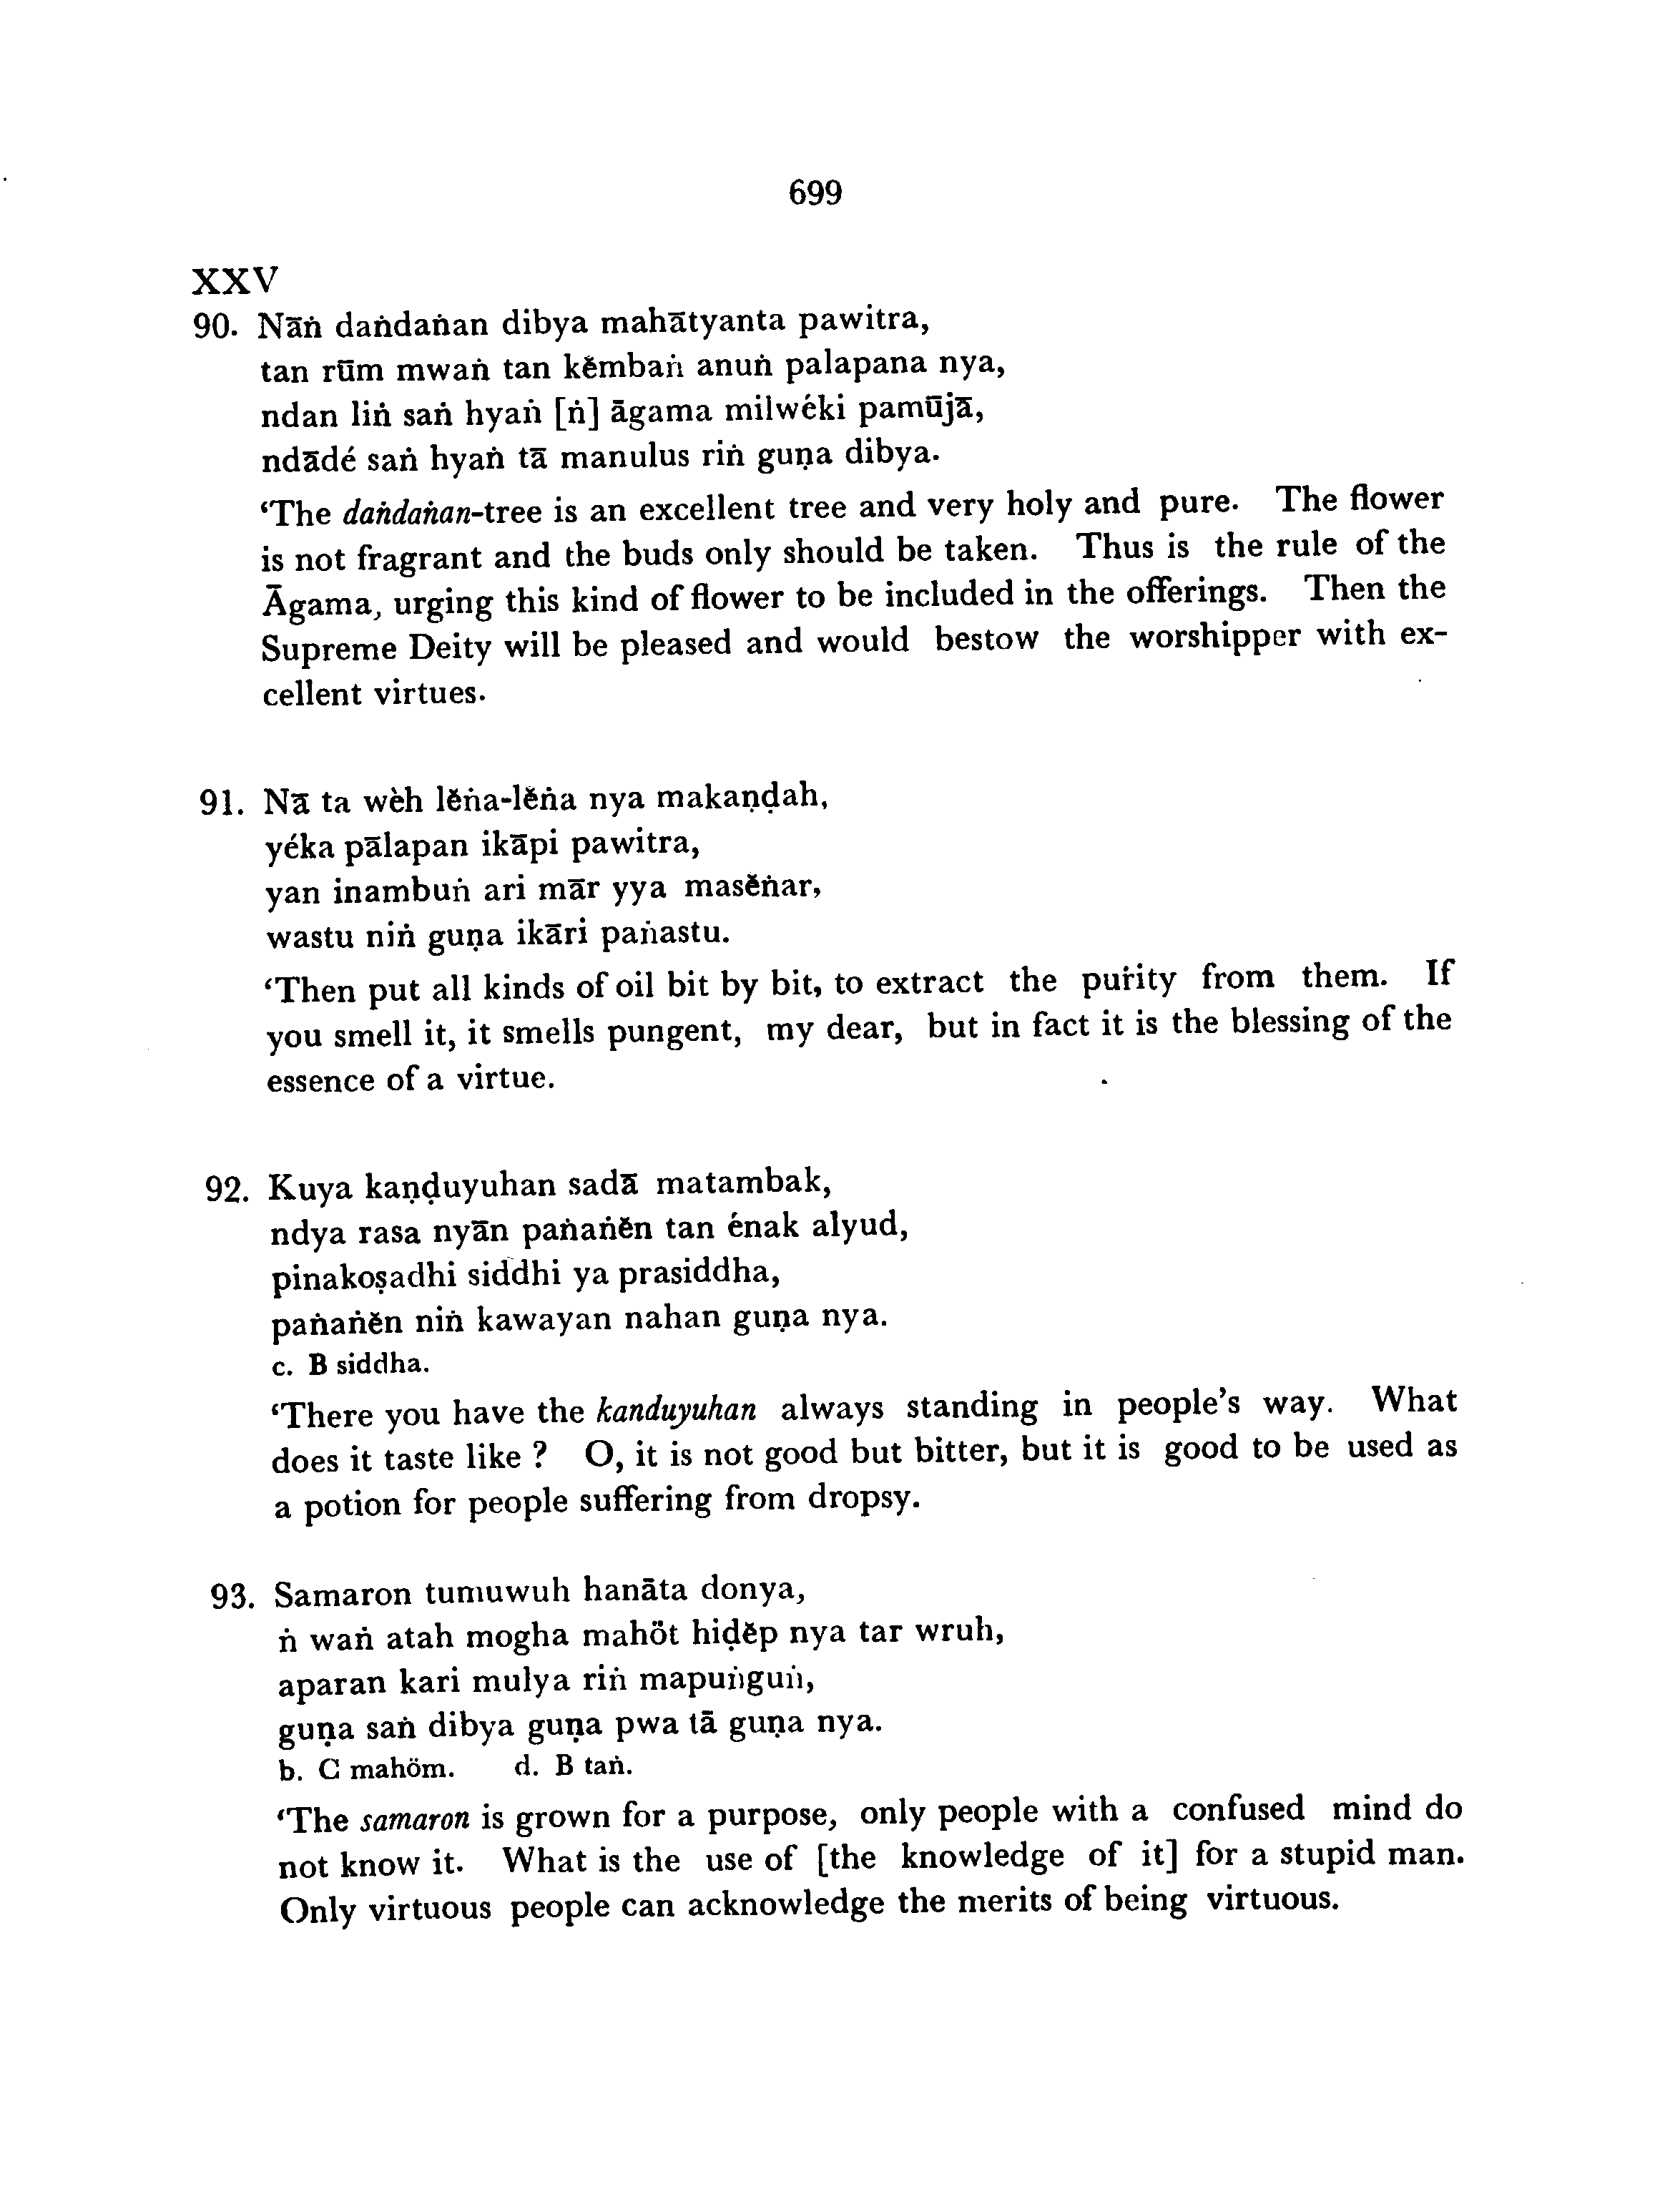 699
XXV
90. Nāṅ daṅdaṅan dibya mahātyanta pawitra,
tan rūm mwaṅ tan kĕmbaṅ anuṅ palapana nya,
ndan liṅ saṅ hyaṅ [ṅ] āgama milwéki pamūjā,
ndādé saṅ hyaṅ tā manulus riṅ guṇa dibya.
‘The daṅdaṅan-tree is an excellent tree and very holy and pure. The flower
is not fragrant and the buds only should be taken. Thus is the rule of the
Āgama, urging this kind of flower to be included in the offerings. Then the
Supreme Deity will be pleased and would bestow the worshipper with ex-
cellent virtues.
91. Nā ta wèh lĕṅa-lĕṅa nya makaṇḍah,
yéka pālapan ikāpi pawitra,
yan inambuṅ ari mār yya masĕṅar,
wastu niṅ guṇa ikāri paṅastu.
‘Then put all kinds of oil bit by bit, to extract the purity from them. If
you smell it, it smells pungent, my dear, but in fact it is the blessing of the
essence of a virtue.
92. Kuya kaṇḍuyuhan sadā matambak,
ndya rasa nyān paṅaṅĕn tan énak alyud,
pinakoṣadhi siddhi ya prasiddha,
paṅaṅĕn niṅ kawayan nahan guṇa nya.
c. B siddha.
‘There you have the kanduyuhan always standing in people’s way. What
does it taste like ? O, it is not good but bitter, but it is good to be used as
a potion for people suffering from dropsy.
93. Samaron tumuwuh hanāta donya,
ṅ waṅ atah mogha mahöt hiḍĕp nya tar wruh,
aparan kari mulya riṅ mapuṅguṅ,
guṇa saṅ dibya guṇa pwa tā guṇa nya.
b. C mahöm. d. B taṅ.
‘The samaron is grown for a purpose, only people with a confused mind do
not know it. What is the use of [the knowledge of it] for a stupid man.
Only virtuous people can acknowledge the merits of being virtuous.